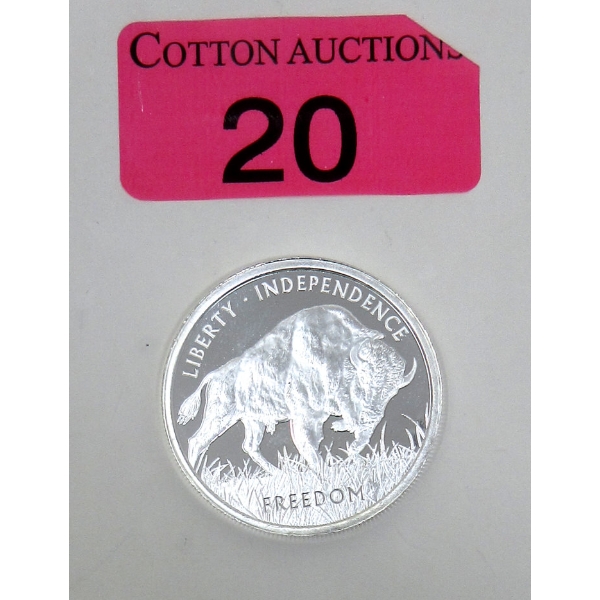 COTTON AUCTIONS
20
LIBERTY · INDEPENDENCE
FREEDOM